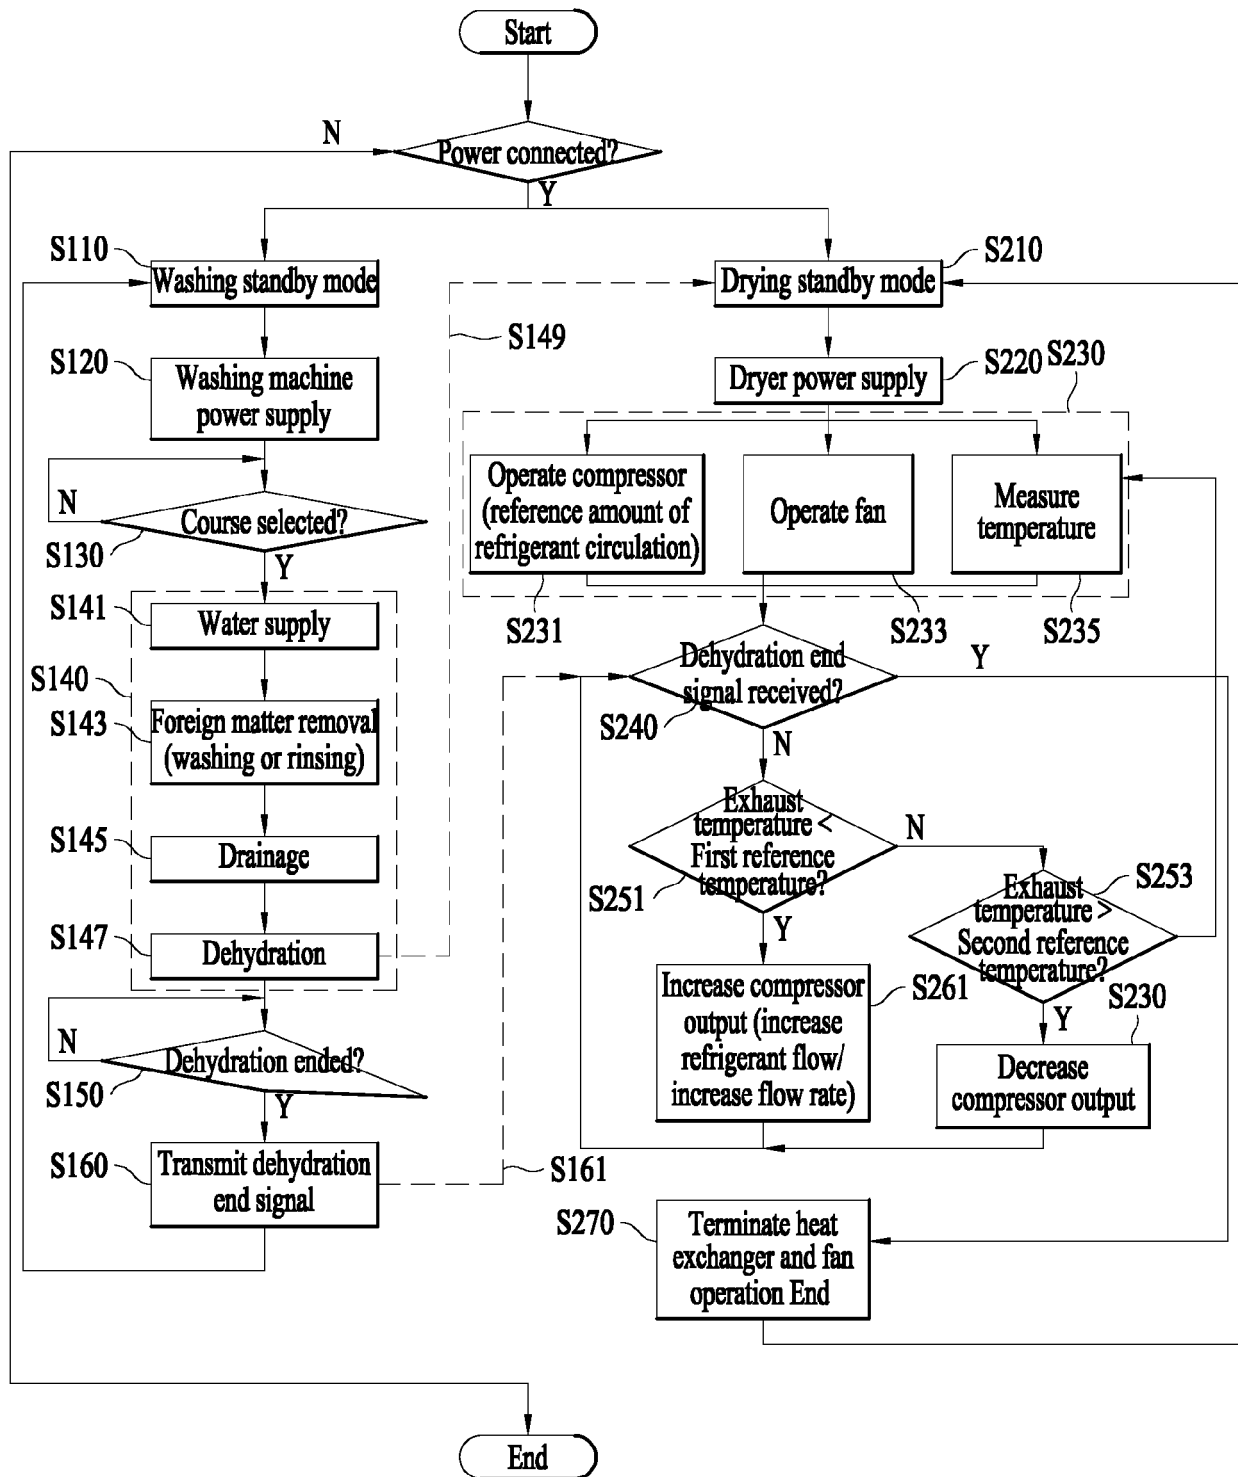 Start
N
Power connected?
Y
S110
Washing standby mode
S210
Drying standby mode
S149
S120
Washing machine
power supply
S220
S230
Dryer power supply
Operate compressor
(reference amount of
refrigerant circulation)
Operate fan
Measure
temperature
N
Course selected?
S130
Y
S231
S233
S235
S141
Water supply
S140
S143
Foreign matter removal
(washing or rinsing)
Dehydration end
signal received?
Y
S240
N
S145
Drainage
Exhaust
temperature <
First reference
temperature?
N
S251
Y
S253
Exhaust
temperature >
Second reference
temperature?
S147
Dehydration
S261
Increase compressor
output (increase
refrigerant flow/
increase flow rate)
S230
Y
Decrease
compressor output
N
Dehydration ended?
S150
Y
S160
Transmit dehydration
end signal
S161
S270
Terminate heat
exchanger and fan
operation End
End